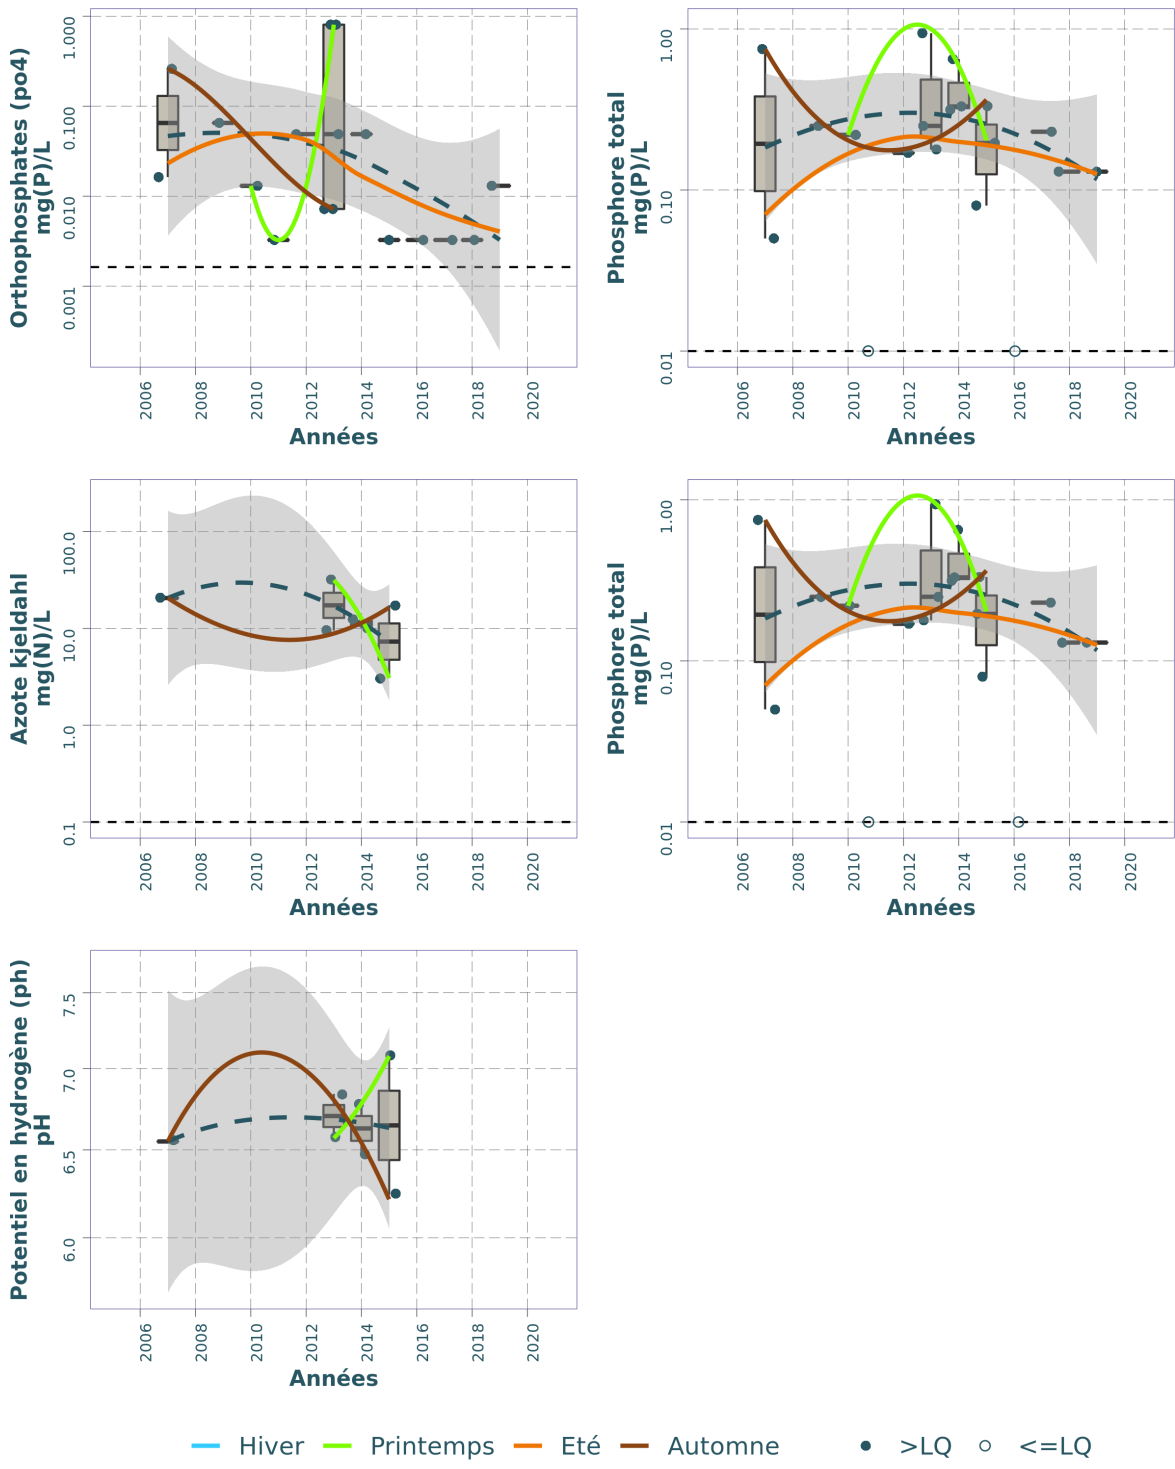 Orthophosphates (po4)
mg(P)/L
1.000
0.100
0.010
0.001
2006 2008 2010 2012 2014 2016 2018 2020
Années
Phosphore total
mg(P)/L
1.00
0.10
0.01
2006 2008 2010 2012 2014 2016 2018 2020
Années
Azote kjeldahl
mg(N)/L
100.0
10.0
1.0
0.1
2006 2008 2010 2012 2014 2016 2018 2020
Années
Phosphore total
mg(P)/L
1.00
0.10
0.01
2006 2008 2010 2012 2014 2016 2018 2020
Années
Potentiel en hydrogène (ph)
pH
7.5
7.0
6.5
6.0
2006 2008 2010 2012 2014 2016 2018 2020
Années
Hiver Printemps Eté Automne >LQ <=LQ